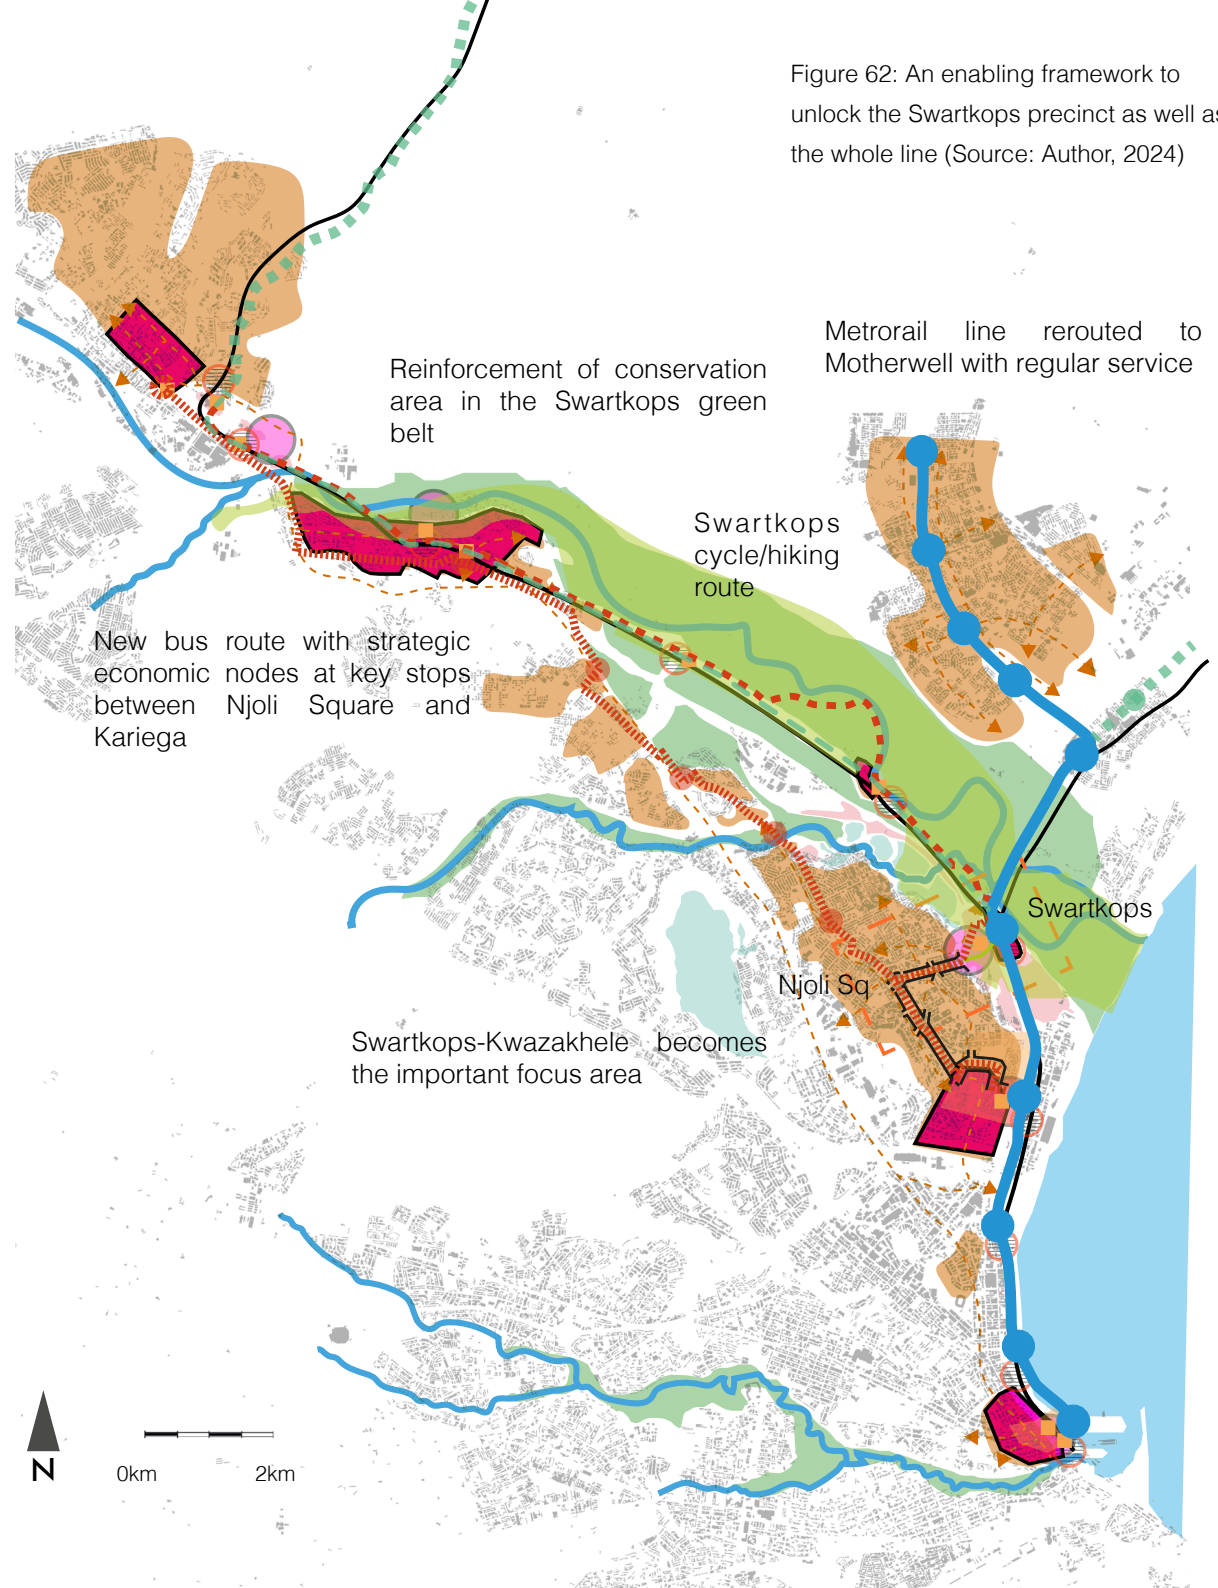 Figure 62: An enabling framework to
unlock the Swartkops precinct as well as
the whole line (Source: Author, 2024)
Metrorail line rerouted to
Motherwell with regular service
Reinforcement of conservation
area in the Swartkops green
belt
Swartkops
cycle/hiking
route
New bus route with strategic
economic nodes at key stops
between Njoli Square and
Kariega
Swartkops
Njoli Sq
Swartkops-Kwazakhele becomes
the important focus area
N
0km 2km